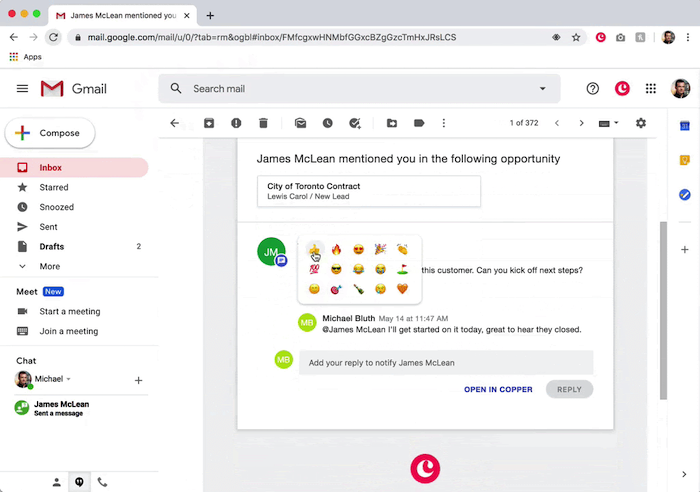 James McLean mentioned you
mail.google.com/mail/u/0/?tab=rm&ogbl#inbox/FMfcgxwHNMbfGGxcBZgGzcTmHxJRsLCS
Apps
Gmail
Search mail
Compose
1 of 372
Inbox
Starred
Snoozed
Sent
Drafts 2
More
Meet New
Start a meeting
Join a meeting
Chat
Michael
James McLean
Sent a message
James McLean mentioned you in the following opportunity
City of Toronto Contract
Lewis Carol / New Lead
JM
this customer. Can you kick off next steps?
MB
Michael Bluth May 14 at 11:47 AM
@James McLean I'll get started on it today, great to hear they closed.
MB
Add your reply to notify James McLean
OPEN IN COPPER REPLY